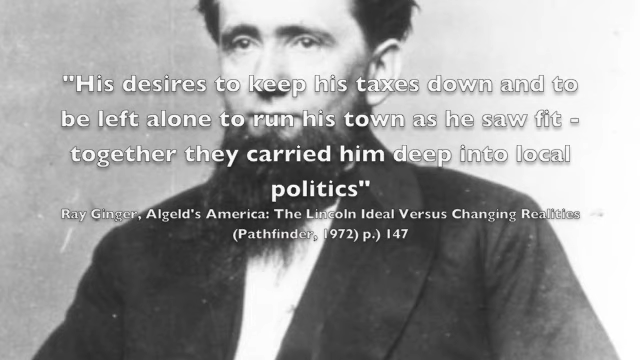 "His desires to keep his taxes down and to
be left alone to run his town as he saw fit -
together they carried him deep into local
politics"
Ray Ginger, Algeld's America: The Lincoln Ideal Versus Changing Realities
(Pathfinder, 1972) p.) 147